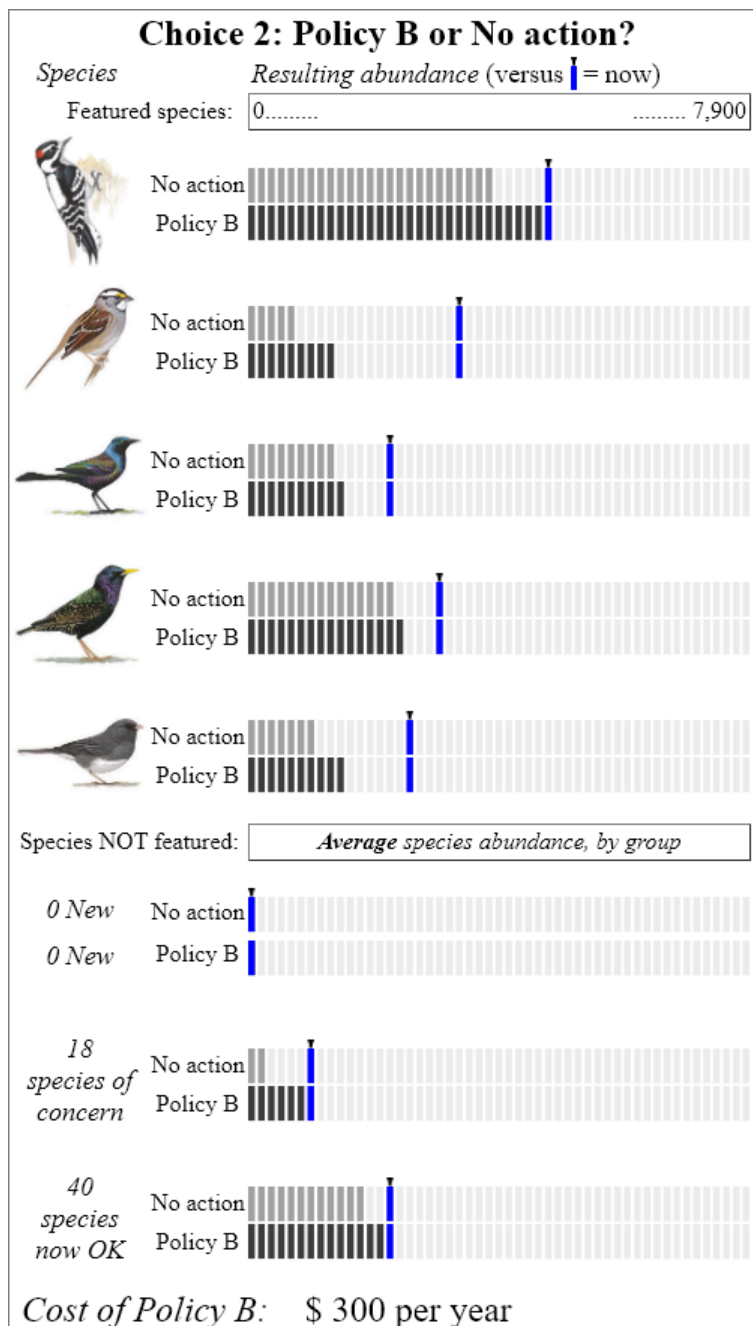 Choice 2: Policy B or No action?
Species Resulting abundance (versus = now)
Featured species: 0......... ......... 7,900
No action
Policy B
No action
Policy B
No action
Policy B
No action
Policy B
No action
Policy B
Species NOT featured: Average species abundance, by group
0 New No action
0 New Policy B
18 species of concern
No action
Policy B
40 species now OK
No action
Policy B
Cost of Policy B: $ 300 per year